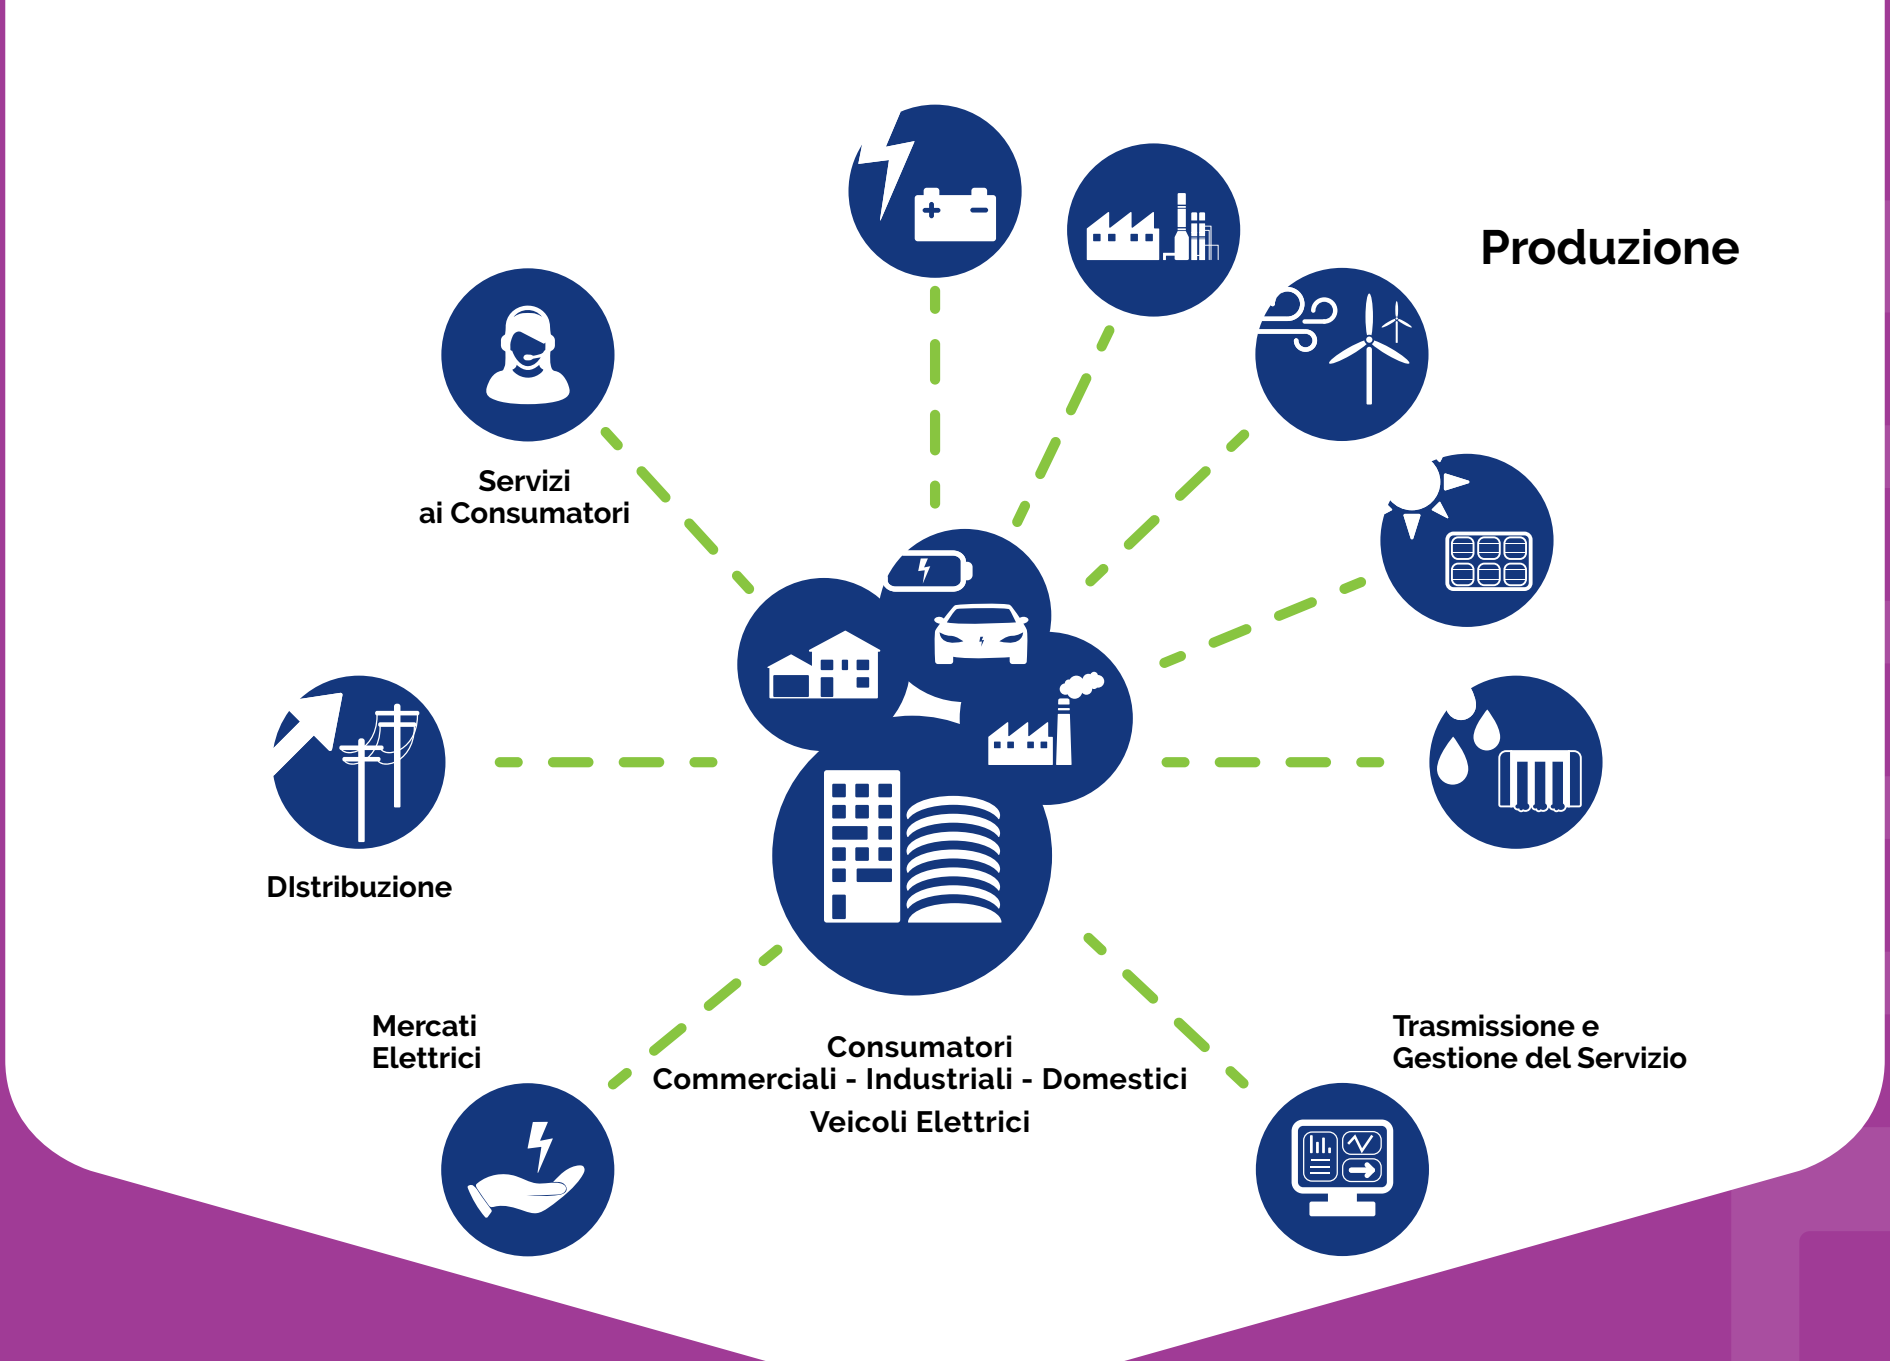 Produzione
Servizi
ai Consumatori
DIstribuzione
Mercati
Elettrici
Consumatori
Commerciali - Industriali - Domestici
Veicoli Elettrici
Trasmissione e
Gestione del Servizio